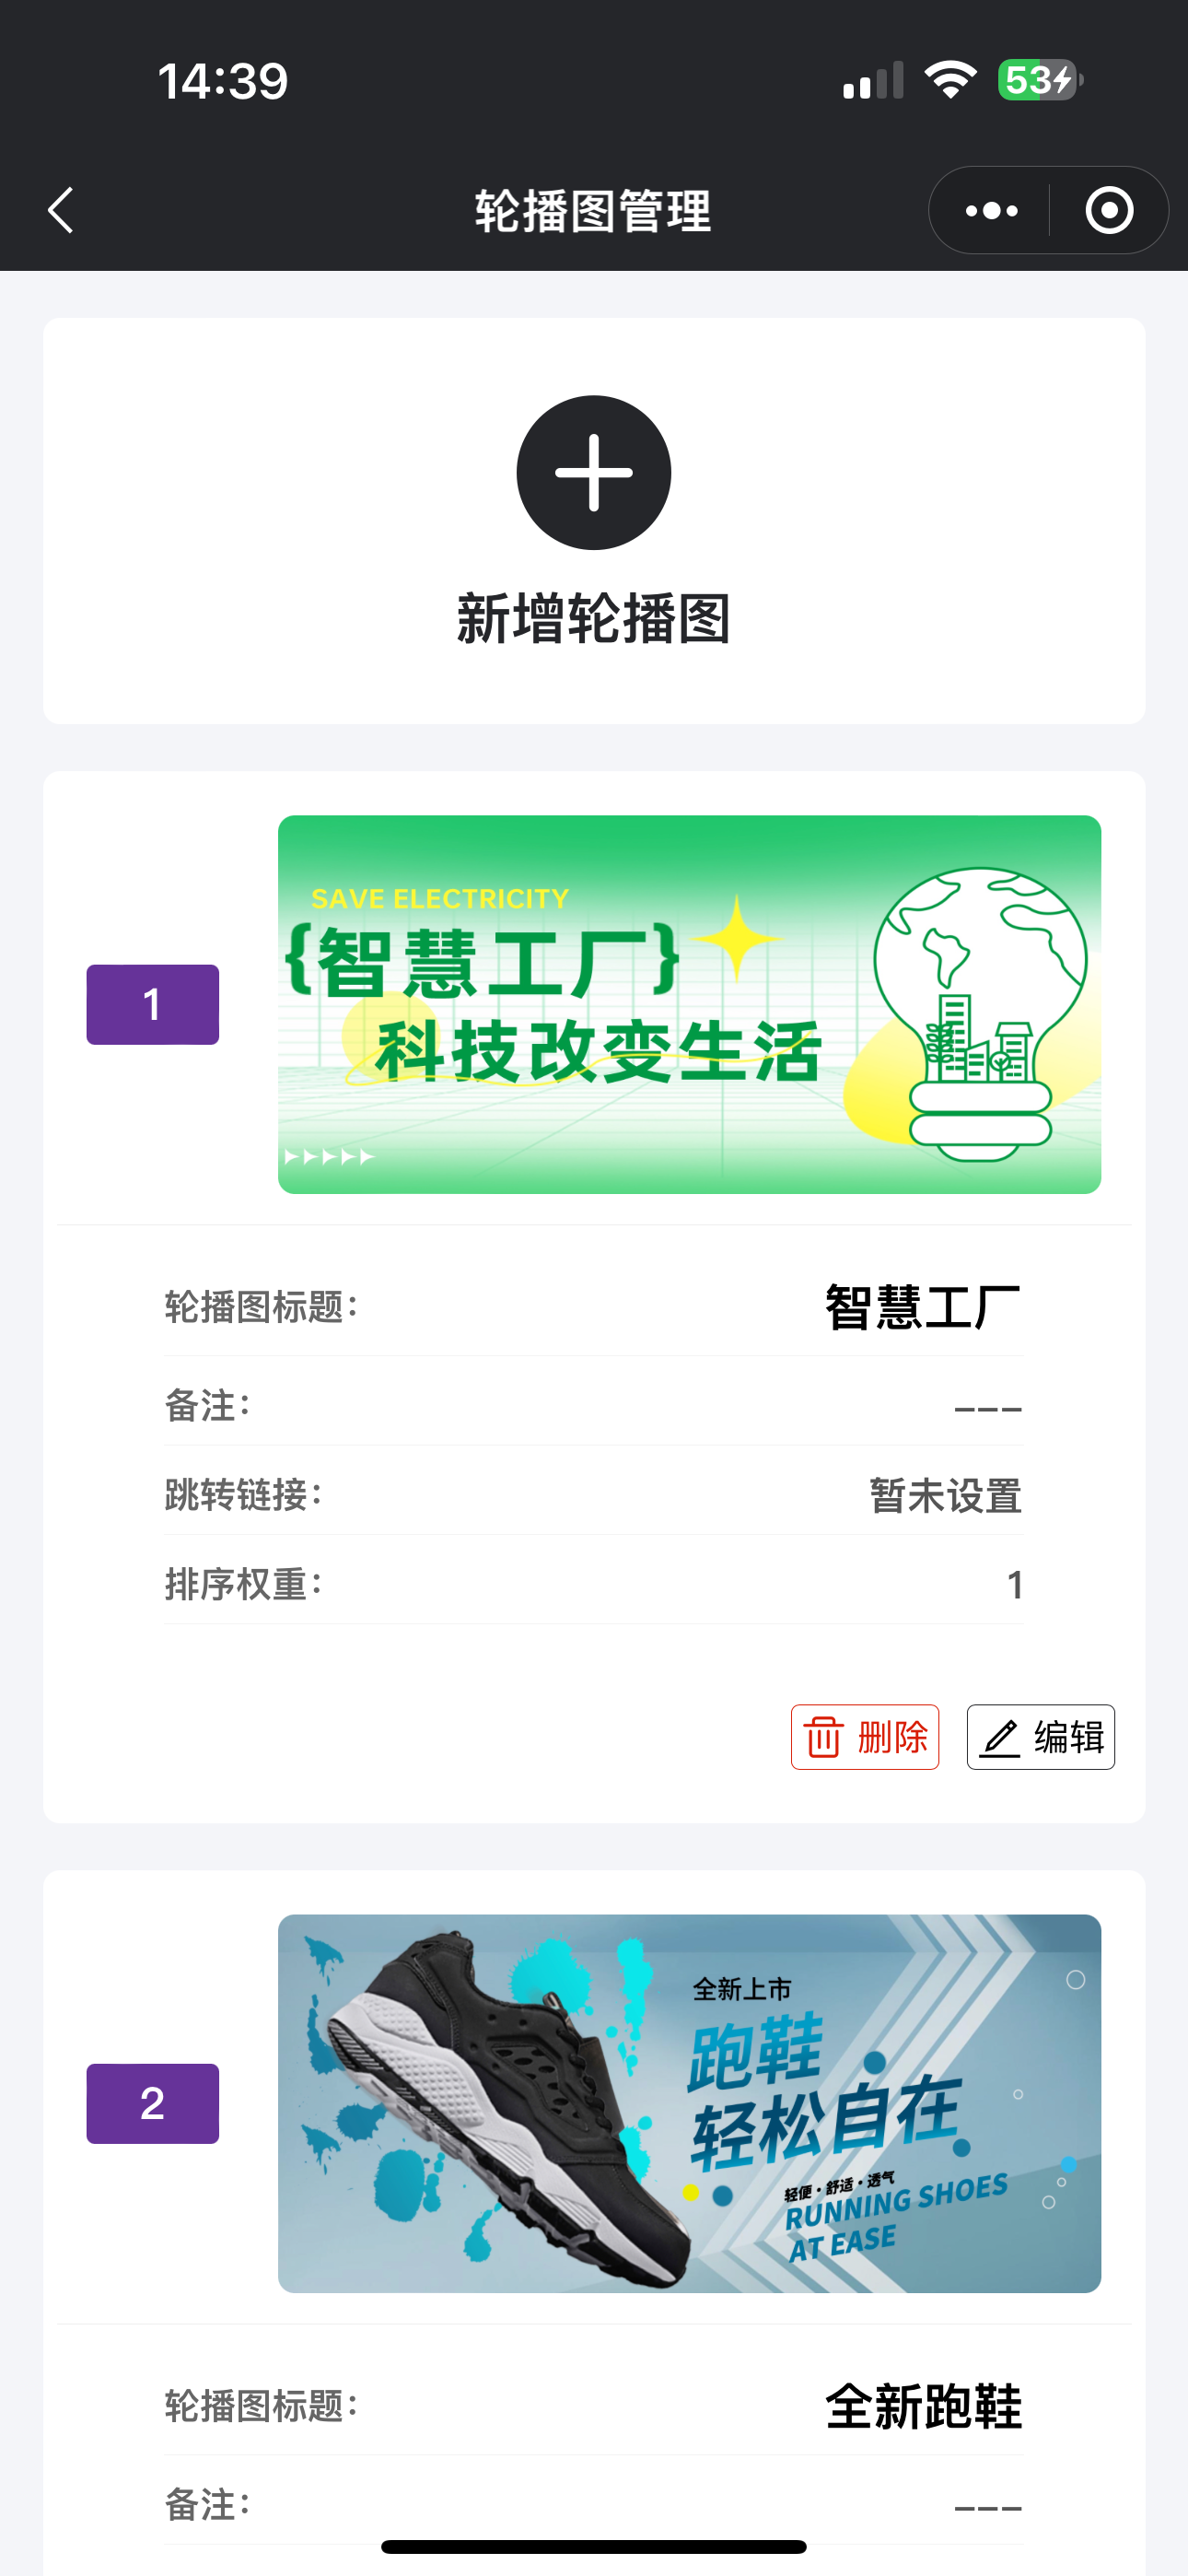 14:39
53
轮播图管理
新增轮播图
1
SAVE ELECTRICITY
{智慧工厂}
科技改变生活
轮播图标题:
智慧工厂
备注:
---
跳转链接:
暂未设置
排序权重:
1
删除
编辑
2
全新上市
跑鞋
轻松自在
轻便·舒适·透气
RUNNING SHOES
AT EASE
轮播图标题:
全新跑鞋
备注:
---